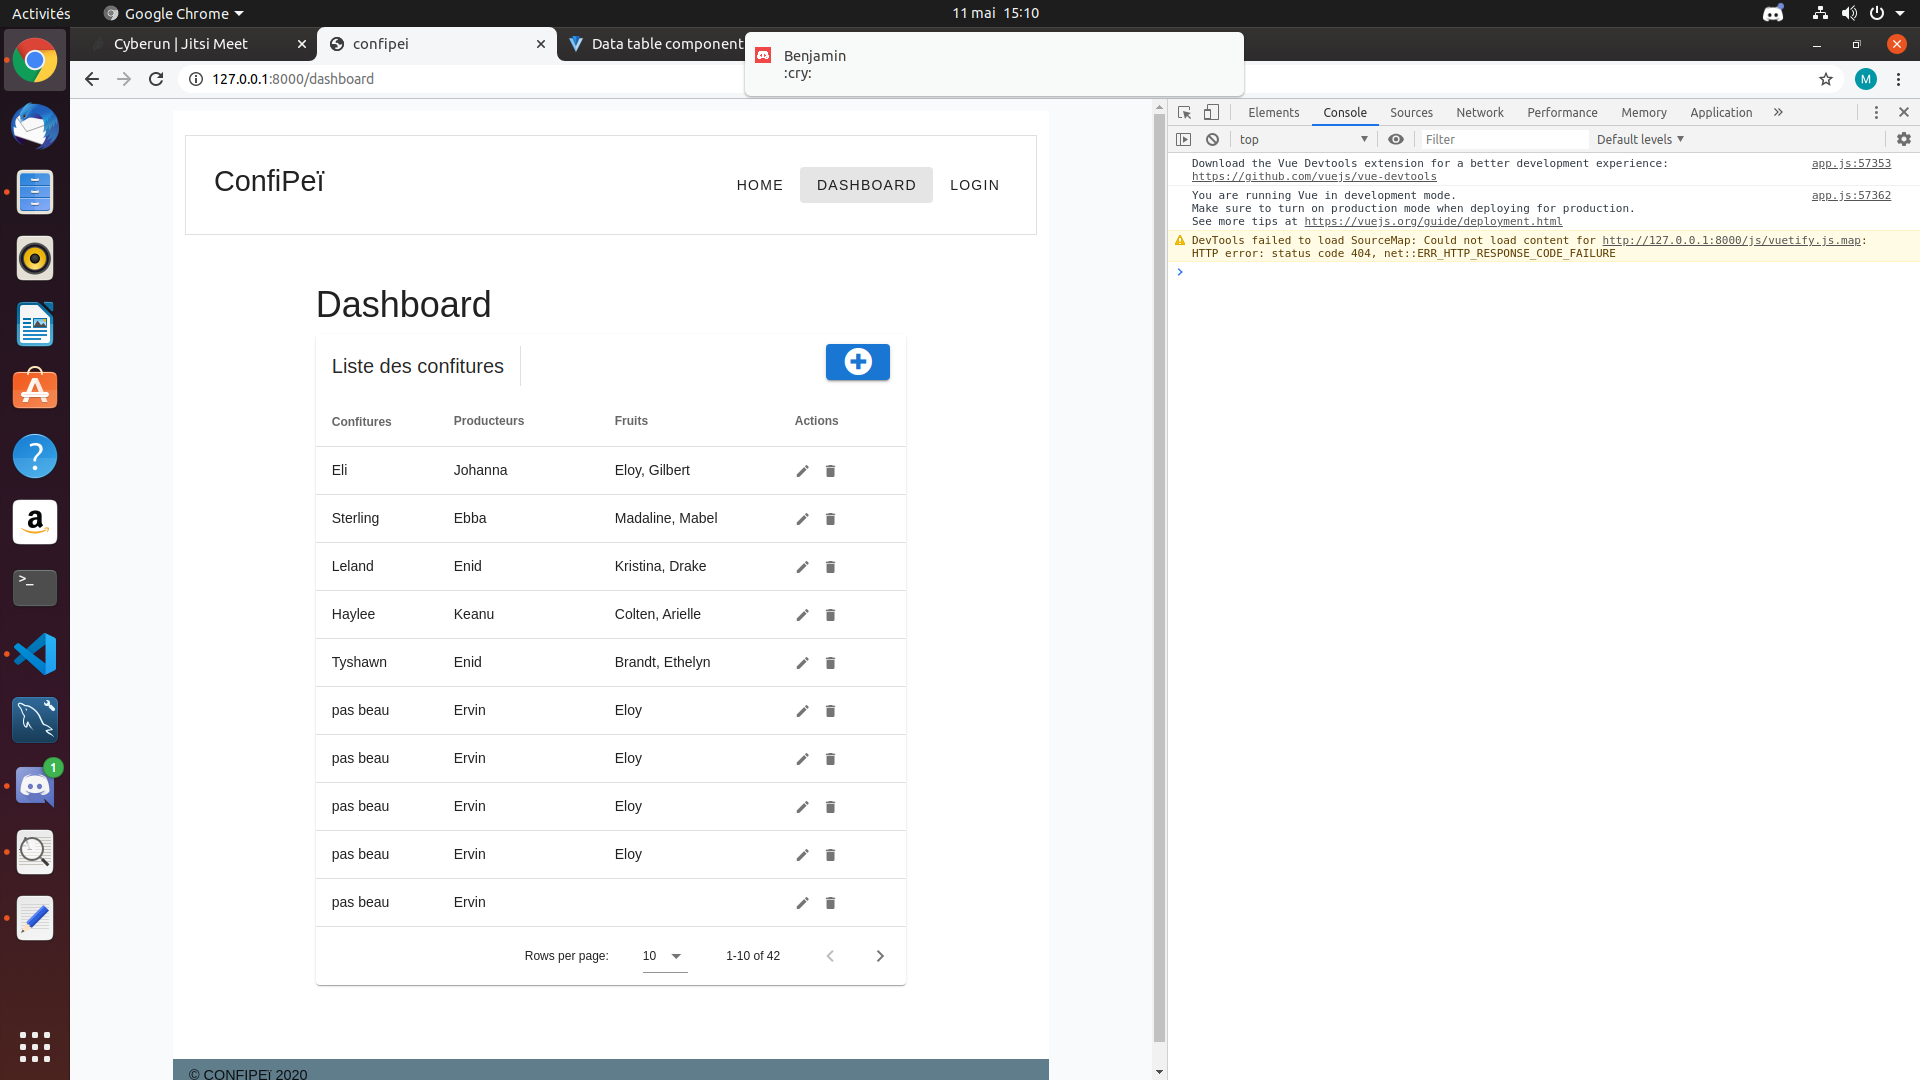 Activités
Google Chrome
11 mai 15:10
Cyberun | Jitsi Meet
confipei
Data table component
Benjamin
:cry:
127.0.0.1:8000/dashboard
M
ConfiPeï
HOME
DASHBOARD
LOGIN
Dashboard
Liste des confitures
Confitures Producteurs Fruits Actions
Eli Johanna Eloy, Gilbert
Sterling Ebba Madaline, Mabel
Leland Enid Kristina, Drake
Haylee Keanu Colten, Arielle
Tyshawn Enid Brandt, Ethelyn
pas beau Ervin Eloy
pas beau Ervin Eloy
pas beau Ervin Eloy
pas beau Ervin Eloy
pas beau Ervin
Rows per page: 10 1-10 of 42
© CONFIPEï 2020
Elements Console Sources Network Performance Memory Application
top Filter Default levels
Download the Vue Devtools extension for a better development experience: app.js:57353
https://github.com/vuejs/vue-devtools
You are running Vue in development mode. app.js:57362
Make sure to turn on production mode when deploying for production.
See more tips at https://vuejs.org/guide/deployment.html
DevTools failed to load SourceMap: Could not load content for http://127.0.0.1:8000/js/vuetify.js.map:
HTTP error: status code 404, net::ERR_HTTP_RESPONSE_CODE_FAILURE
1